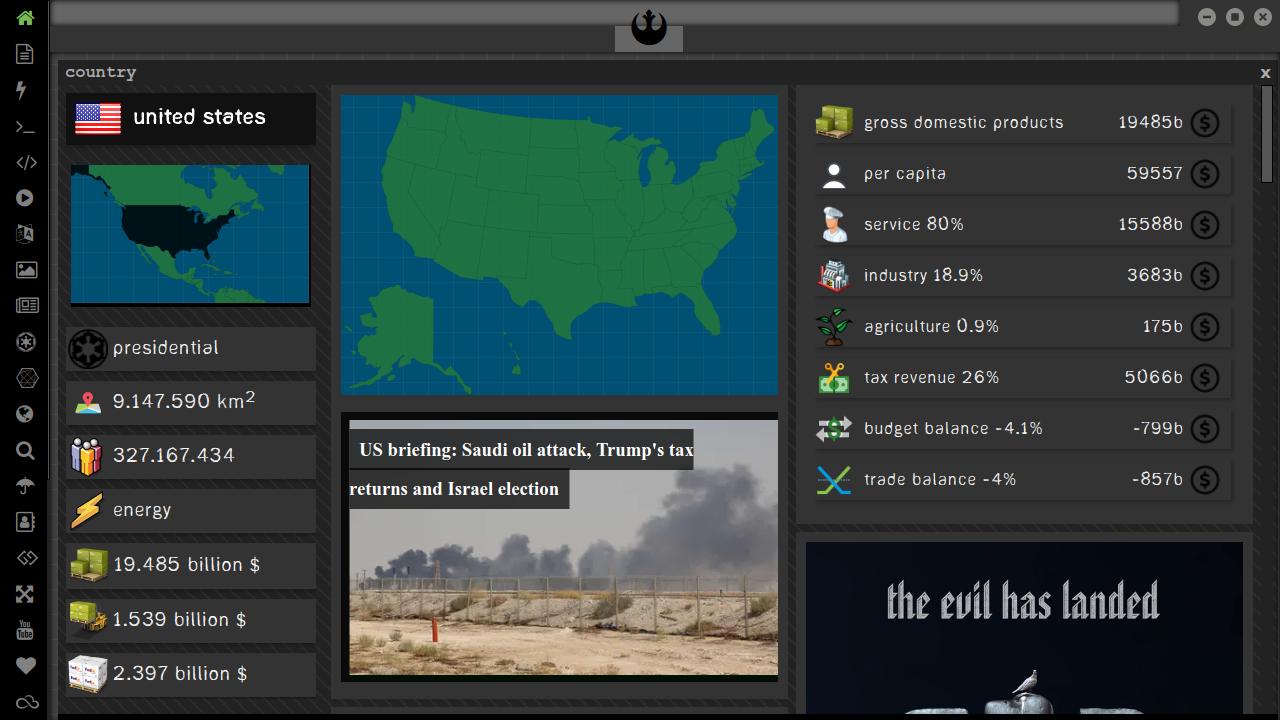 country
x
united states
presidential
9.147.590 km²
327.167.434
energy
19.485 billion $
1.539 billion $
2.397 billion $
US briefing: Saudi oil attack, Trump's tax
returns and Israel election
gross domestic products 19485b $
per capita 59557 $
service 80% 15588b $
industry 18.9% 3683b $
agriculture 0.9% 175b $
tax revenue 26% 5066b $
budget balance -4.1% -799b $
trade balance -4% -857b $
the evil has landed
You
Tube